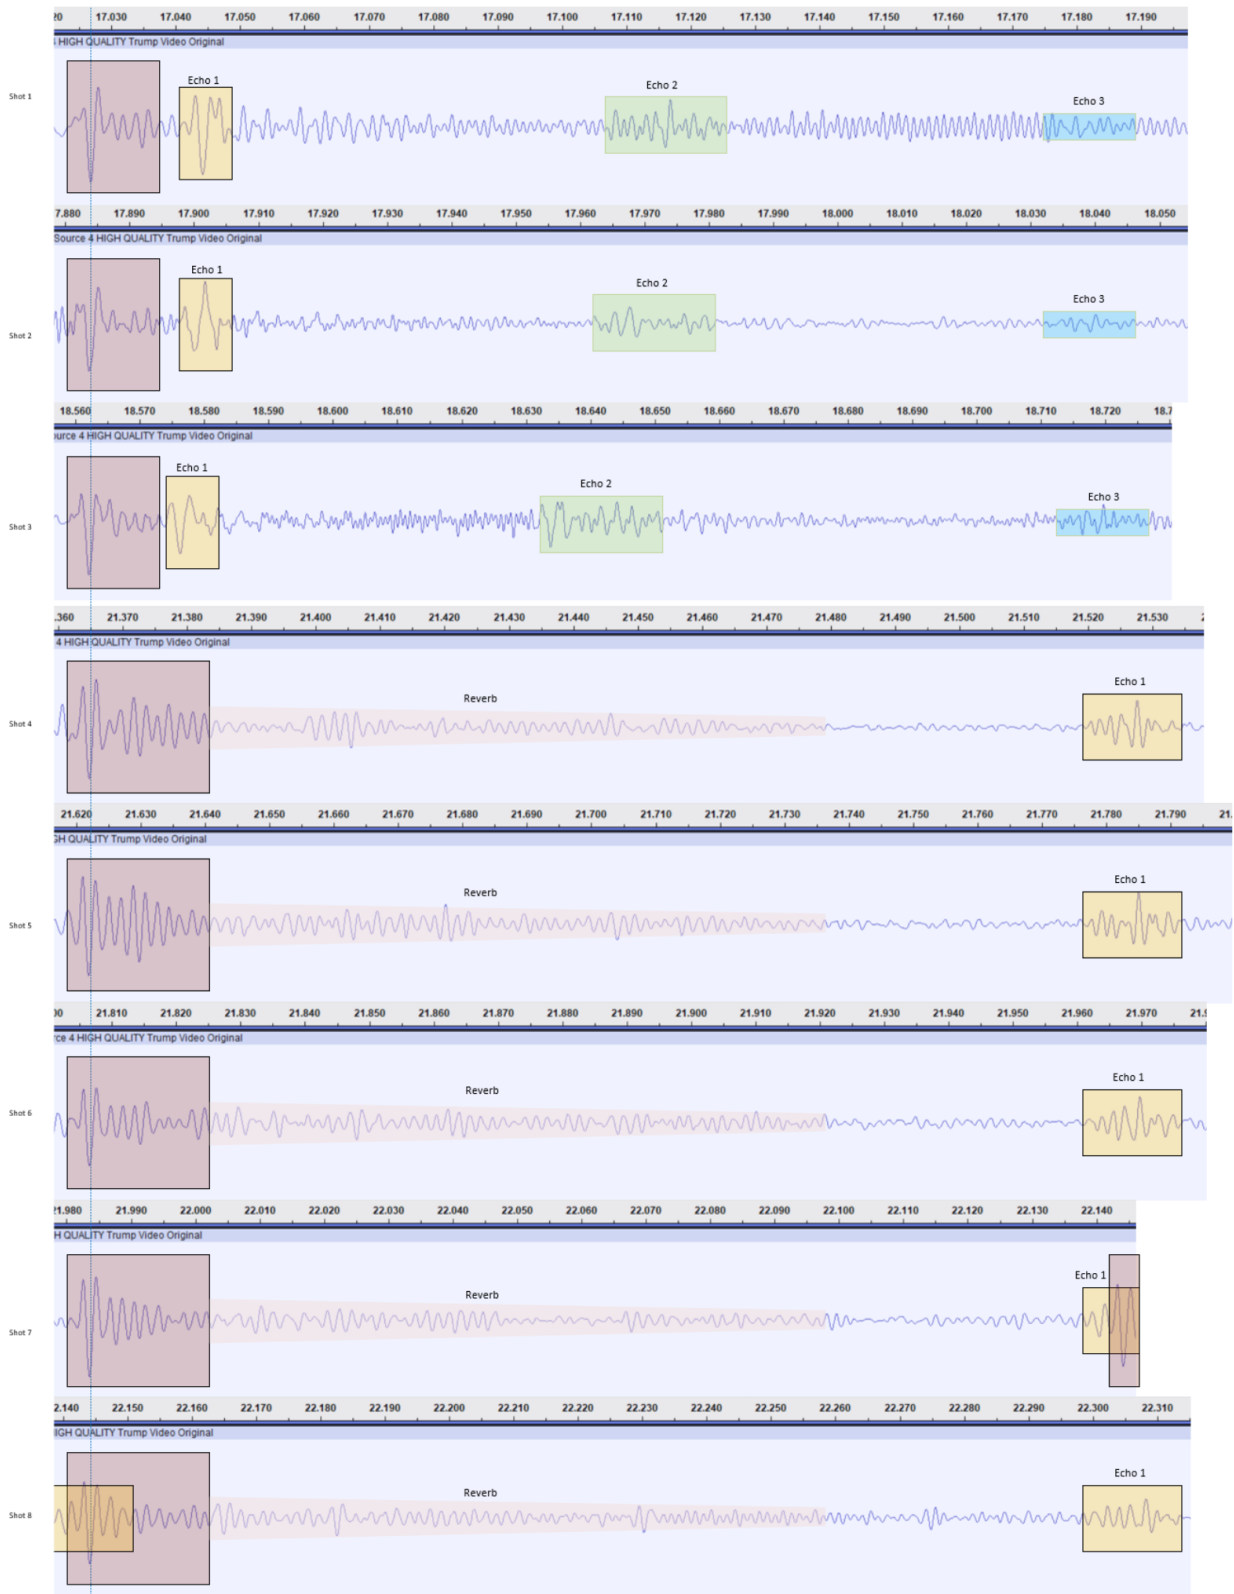 20 17.030 17.040 17.050 17.060 17.070 17.080 17.090 17.100 17.110 17.120 17.130 17.140 17.150 17.160 17.170 17.180 17.190
HIGH QUALITY Trump Video Original
Echo 1
Echo 2
Echo 3
Shot 1
7.880 17.890 17.900 17.910 17.920 17.930 17.940 17.950 17.960 17.970 17.980 17.990 18.000 18.010 18.020 18.030 18.040 18.050
Source 4 HIGH QUALITY Trump Video Original
Echo 1
Echo 2
Echo 3
Shot 2
18.560 18.570 18.580 18.590 18.600 18.610 18.620 18.630 18.640 18.650 18.660 18.670 18.680 18.690 18.700 18.710 18.720 18.7
ource 4 HIGH QUALITY Trump Video Original
Echo 1
Echo 2
Echo 3
Shot 3
.360 21.370 21.380 21.390 21.400 21.410 21.420 21.430 21.440 21.450 21.460 21.470 21.480 21.490 21.500 21.510 21.520 21.530 2
4 HIGH QUALITY Trump Video Original
Echo 1
Reverb
Shot 4
21.620 21.630 21.640 21.650 21.660 21.670 21.680 21.690 21.700 21.710 21.720 21.730 21.740 21.750 21.760 21.770 21.780 21.790 21.
GH QUALITY Trump Video Original
Echo 1
Reverb
Shot 5
00 21.810 21.820 21.830 21.840 21.850 21.860 21.870 21.880 21.890 21.900 21.910 21.920 21.930 21.940 21.950 21.960 21.970 21.9
rce 4 HIGH QUALITY Trump Video Original
Echo 1
Reverb
Shot 6
21.980 21.990 22.000 22.010 22.020 22.030 22.040 22.050 22.060 22.070 22.080 22.090 22.100 22.110 22.120 22.130 22.140
H QUALITY Trump Video Original
Echo 1
Reverb
Shot 7
22.140 22.150 22.160 22.170 22.180 22.190 22.200 22.210 22.220 22.230 22.240 22.250 22.260 22.270 22.280 22.290 22.300 22.310
IGH QUALITY Trump Video Original
Echo 1
Reverb
Shot 8